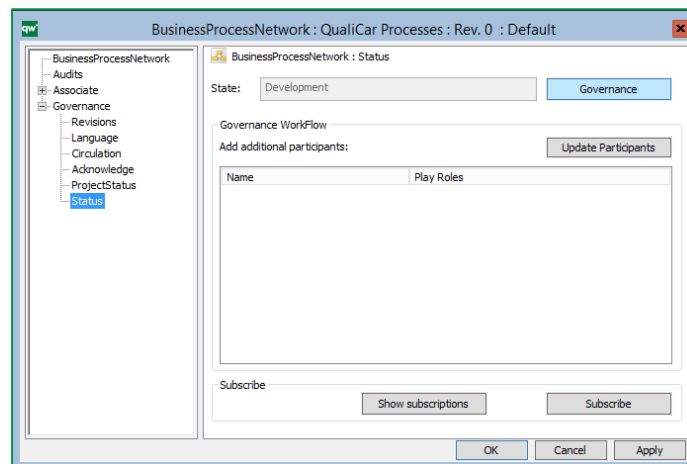 qw
BusinessProcessNetwork : QualiCar Processes : Rev. 0 : Default
BusinessProcessNetwork
Audits
Associate
Governance
Revisions
Language
Circulation
Acknowledge
ProjectStatus
Status
BusinessProcessNetwork : Status
State: Development Governance
Governance WorkFlow
Add additional participants: Update Participants
Name Play Roles
Subscribe
Show subscriptions Subscribe
OK Cancel Apply